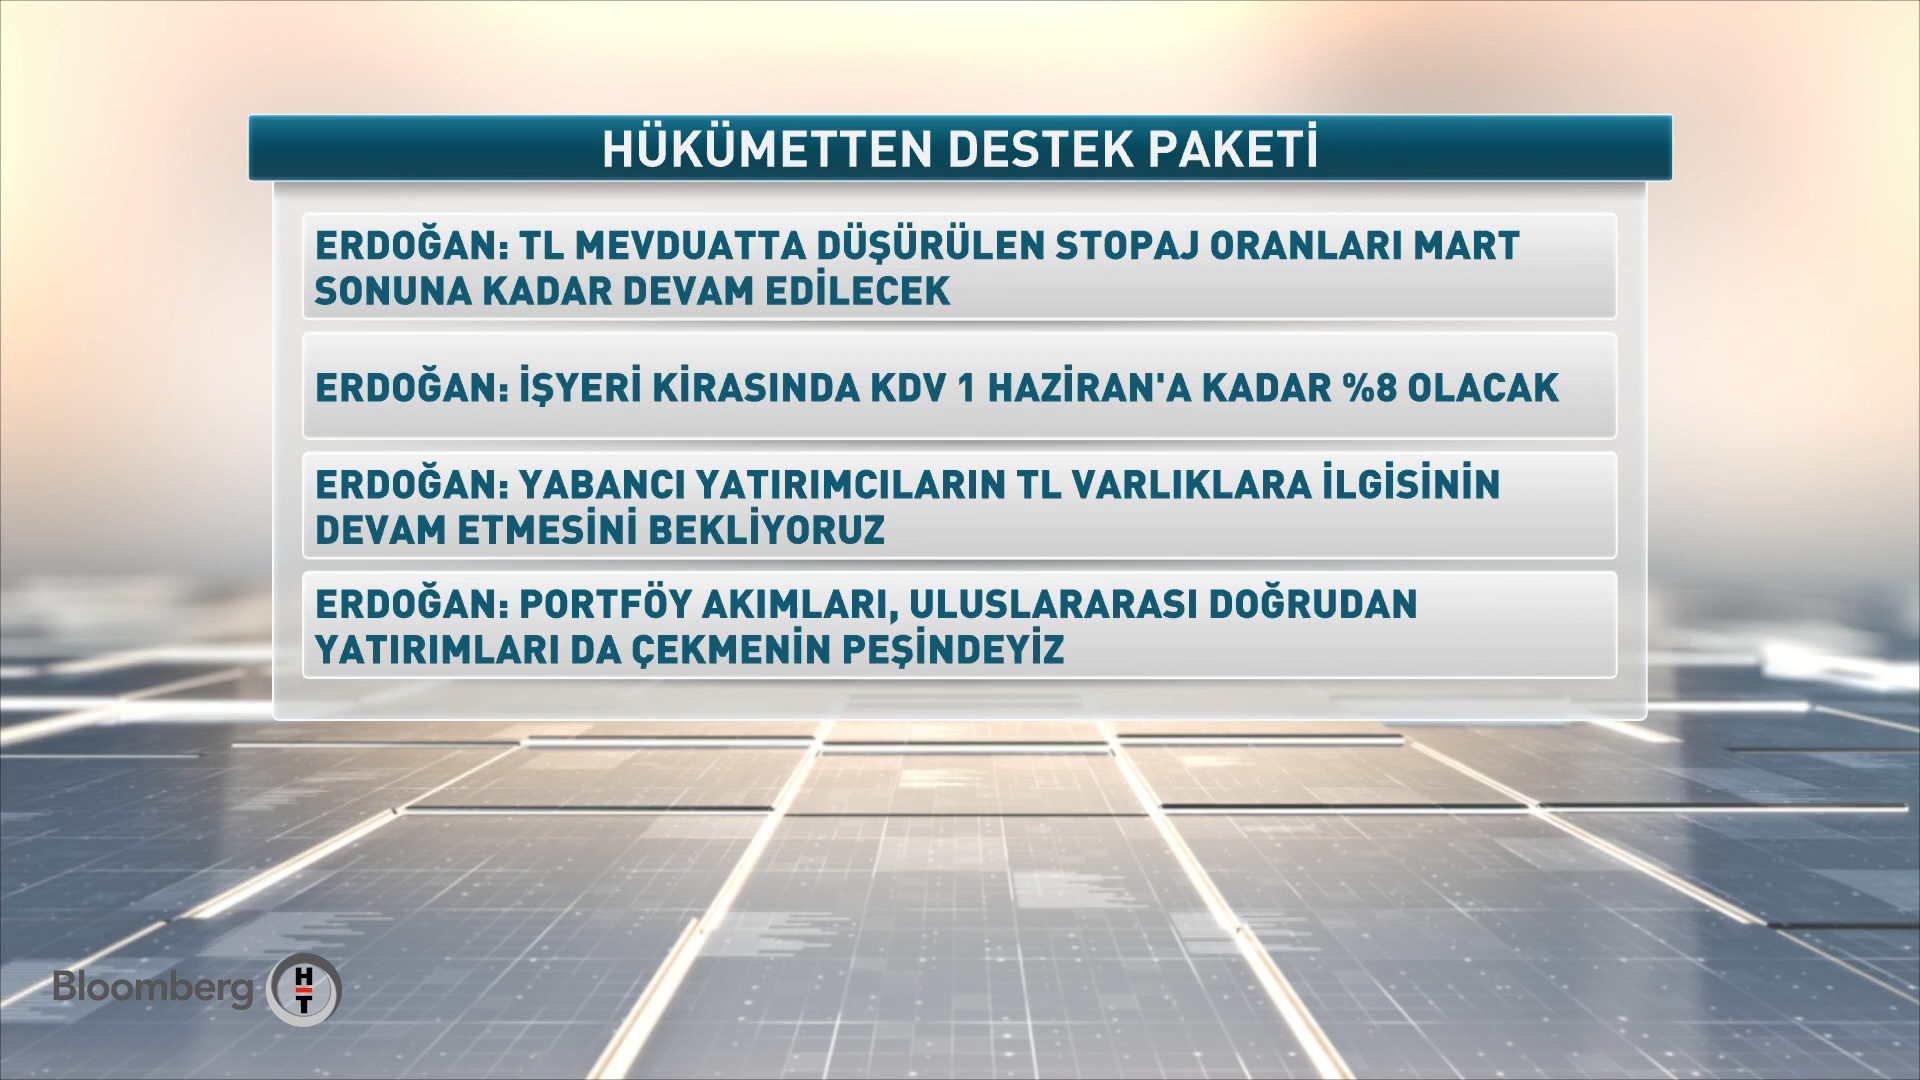 HÜKÜMETTEN DESTEK PAKETİ
ERDOĞAN: TL MEVDUATTA DÜŞÜRÜLEN STOPAJ ORANLARI MART
SONUNA KADAR DEVAM EDİLECEK
ERDOĞAN: İŞYERİ KİRASINDA KDV 1 HAZİRAN'A KADAR %8 OLACAK
ERDOĞAN: YABANCI YATIRIMCILARIN TL VARLIKLARA İLGİSİNİN
DEVAM ETMESİNİ BEKLİYORUZ
ERDOĞAN: PORTFÖY AKIMLARI, ULUSLARARASI DOĞRUDAN
YATIRIMLARI DA ÇEKMENİN PEŞİNDEYİZ
Bloomberg HT